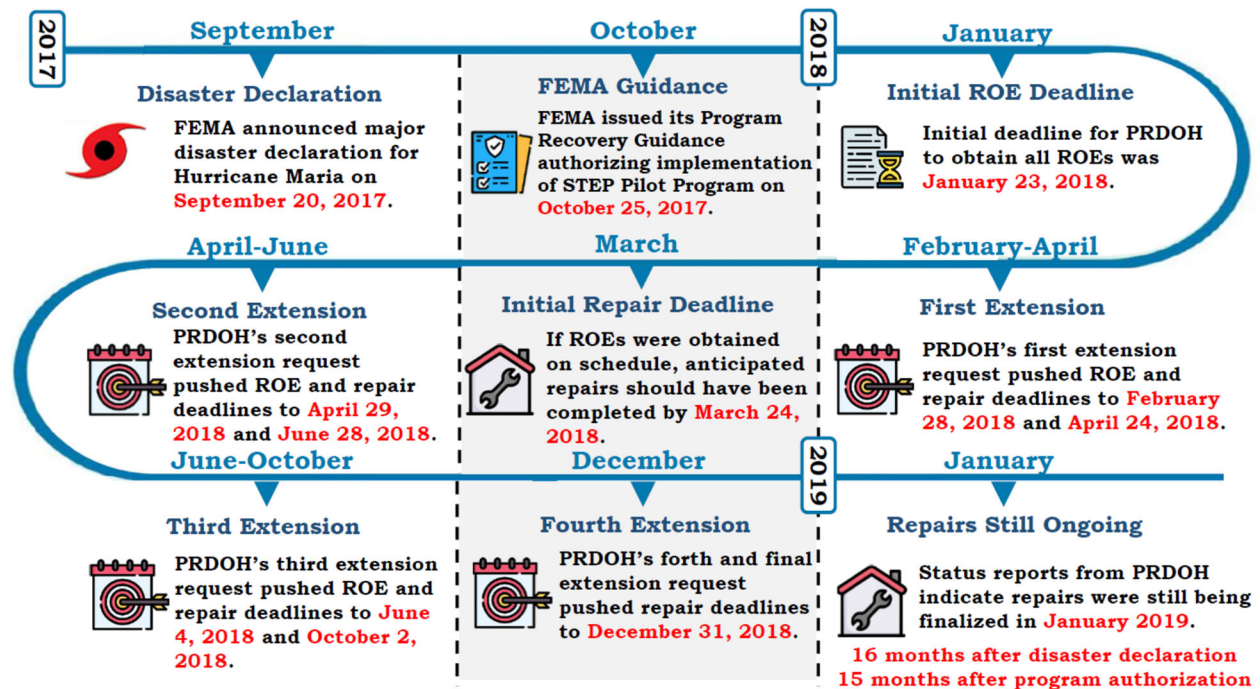 2017
September
Disaster Declaration
FEMA announced major
disaster declaration for
Hurricane Maria on
September 20, 2017.
October
FEMA Guidance
FEMA issued its Program
Recovery Guidance
authorizing implementation
of STEP Pilot Program on
October 25, 2017.
2018
January
Initial ROE Deadline
Initial deadline for PRDOH
to obtain all ROEs was
January 23, 2018.
February-April
First Extension
PRDOH's first extension
request pushed ROE and
repair deadlines to February
28, 2018 and April 24, 2018.
March
Initial Repair Deadline
If ROEs were obtained
on schedule, anticipated
repairs should have been
completed by March 24,
2018.
April-June
Second Extension
PRDOH's second
extension request
pushed ROE and repair
deadlines to April 29,
2018 and June 28, 2018.
June-October
Third Extension
PRDOH's third extension
request pushed ROE and
repair deadlines to June
4, 2018 and October 2,
2018.
December
Fourth Extension
PRDOH's forth and final
extension request
pushed repair deadlines
to December 31, 2018.
2019
January
Repairs Still Ongoing
Status reports from PRDOH
indicate repairs were still being
finalized in January 2019.
16 months after disaster declaration
15 months after program authorization